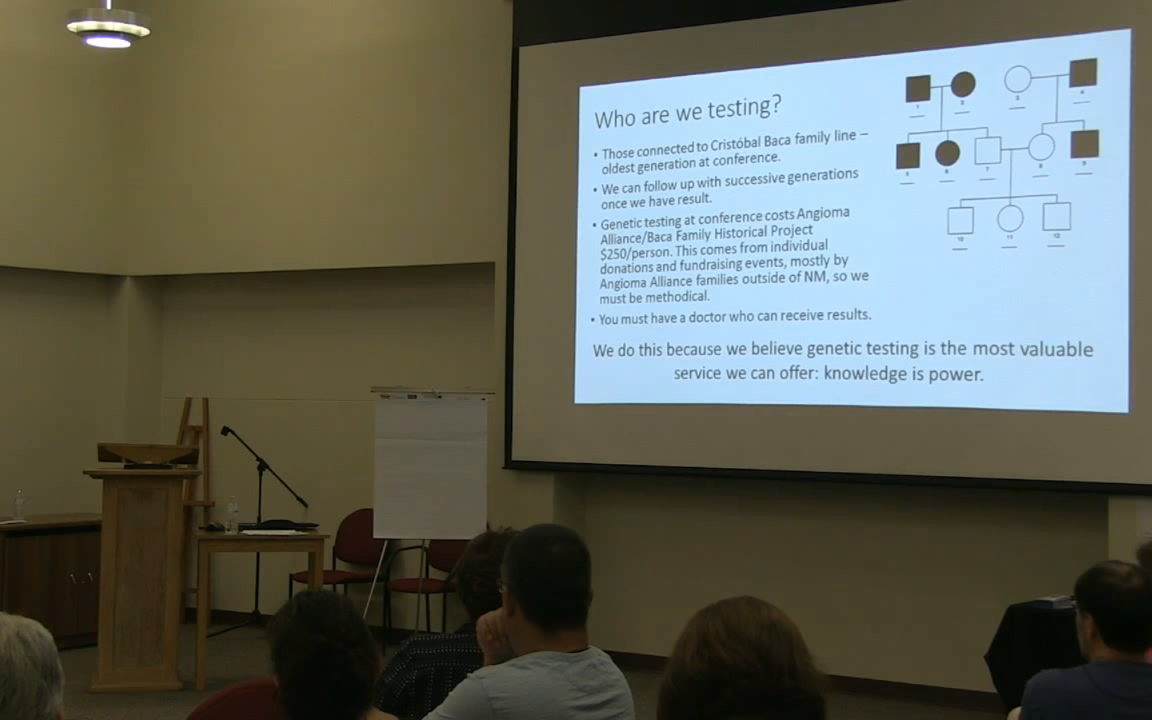 Who are we testing?
• Those connected to Cristóbal Baca family line –
oldest generation at conference.
• We can follow up with successive generations
once we have result.
• Genetic testing at conference costs Angioma
Alliance/Baca Family Historical Project
$250/person. This comes from individual
donations and fundraising events, mostly by
Angioma Alliance families outside of NM, so we
must be methodical.
• You must have a doctor who can receive results.
We do this because we believe genetic testing is the most valuable
service we can offer: knowledge is power.